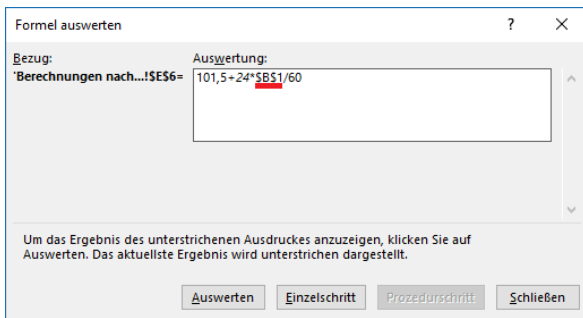 Formel auswerten ? ×
Bezug: Auswertung:
'Berechnungen nach...!$E$6= 101,5+24*$B$1/60
Um das Ergebnis des unterstrichenen Ausdruckes anzuzeigen, klicken Sie auf
Auswerten. Das aktuellste Ergebnis wird unterstrichen dargestellt.
Auswerten Einzelschritt Prozedurschritt Schließen